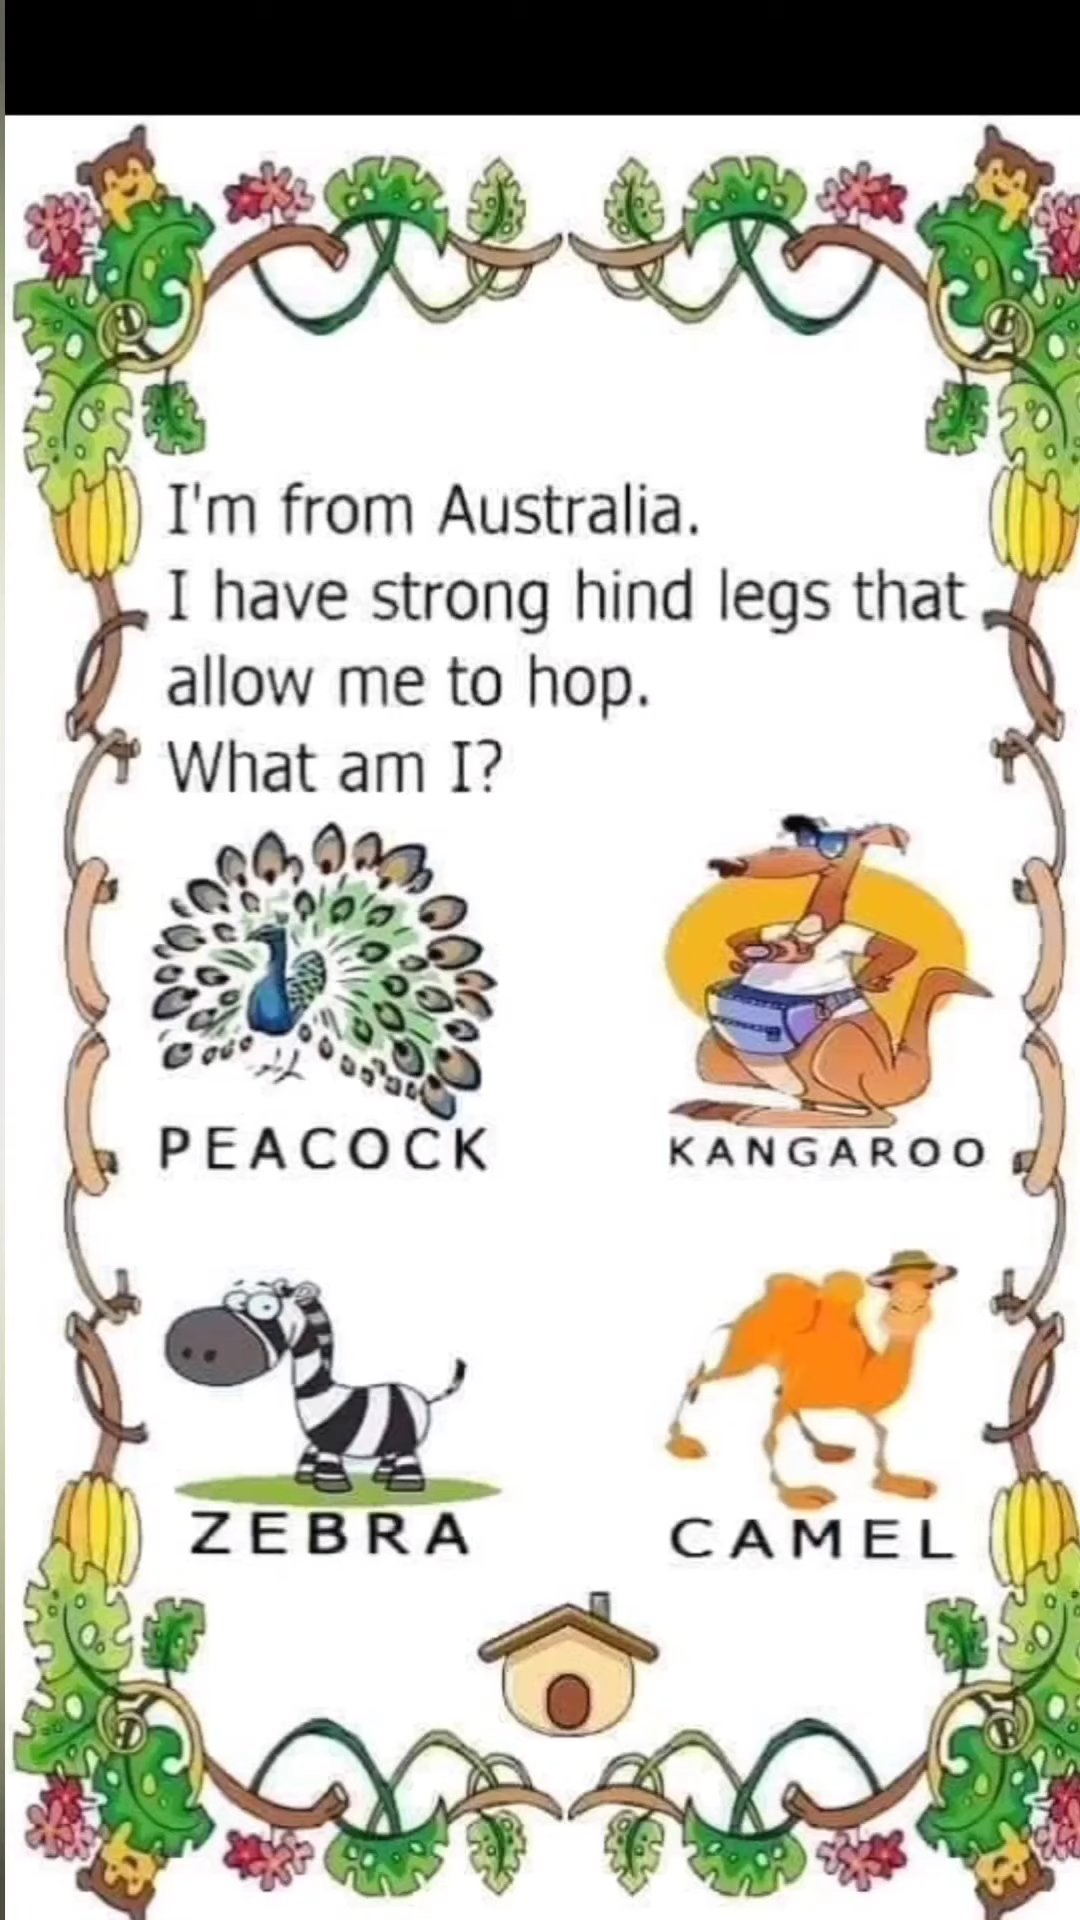 I'm from Australia.
I have strong hind legs that
allow me to hop.
What am I?
PEACOCK
KANGAROO
ZEBRA
CAMEL